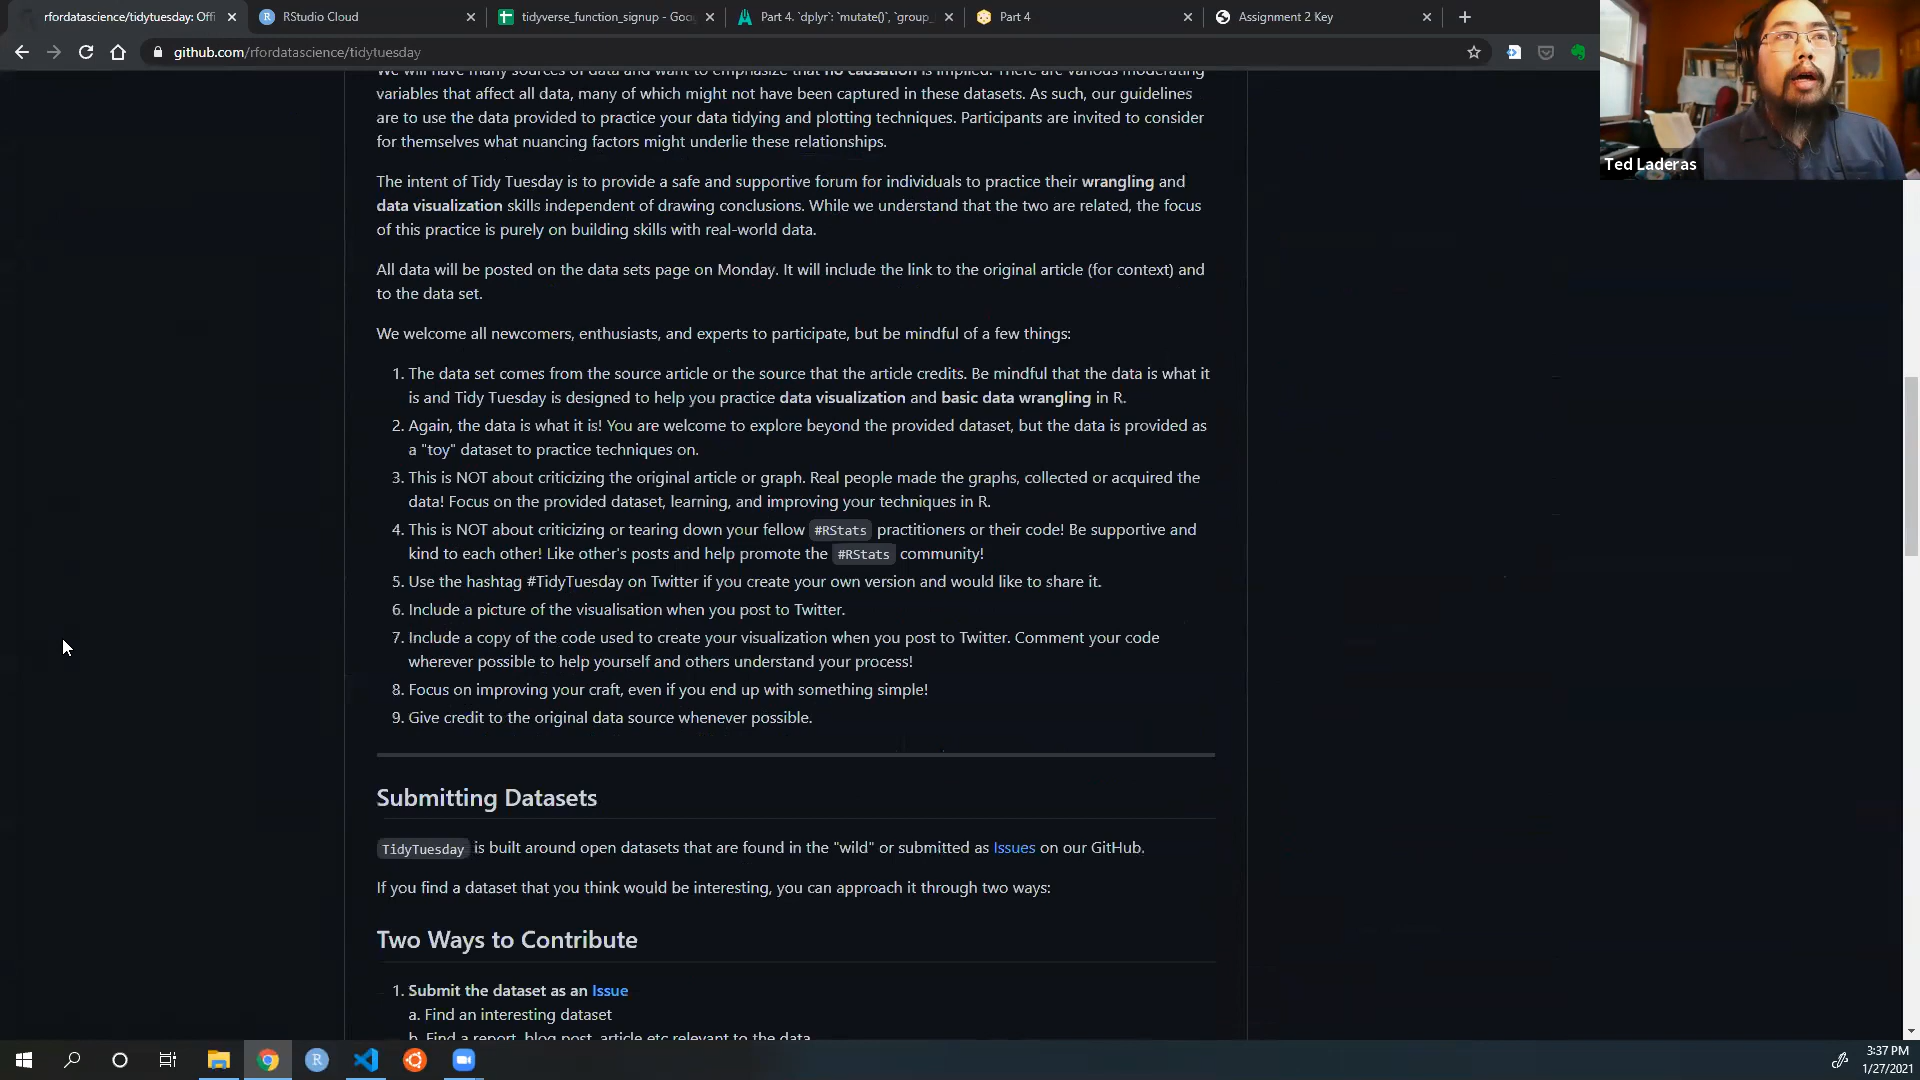 rfordatascience/tidytuesday: Offi
RStudio Cloud
tidyverse_function_signup - Goo
Part 4. `dplyr`: `mutate()`, `group_
Part 4
Assignment 2 Key
github.com/rfordatascience/tidytuesday
We will have many sources of data and want to emphasize that no causation is implied. There are various moderating
variables that affect all data, many of which might not have been captured in these datasets. As such, our guidelines
are to use the data provided to practice your data tidying and plotting techniques. Participants are invited to consider
for themselves what nuancing factors might underlie these relationships.
The intent of Tidy Tuesday is to provide a safe and supportive forum for individuals to practice their wrangling and
data visualization skills independent of drawing conclusions. While we understand that the two are related, the focus
of this practice is purely on building skills with real-world data.
All data will be posted on the data sets page on Monday. It will include the link to the original article (for context) and
to the data set.
We welcome all newcomers, enthusiasts, and experts to participate, but be mindful of a few things:
1. The data set comes from the source article or the source that the article credits. Be mindful that the data is what it
is and Tidy Tuesday is designed to help you practice data visualization and basic data wrangling in R.
2. Again, the data is what it is! You are welcome to explore beyond the provided dataset, but the data is provided as
a "toy" dataset to practice techniques on.
3. This is NOT about criticizing the original article or graph. Real people made the graphs, collected or acquired the
data! Focus on the provided dataset, learning, and improving your techniques in R.
4. This is NOT about criticizing or tearing down your fellow #RStats practitioners or their code! Be supportive and
kind to each other! Like other's posts and help promote the #RStats community!
5. Use the hashtag #TidyTuesday on Twitter if you create your own version and would like to share it.
6. Include a picture of the visualisation when you post to Twitter.
7. Include a copy of the code used to create your visualization when you post to Twitter. Comment your code
wherever possible to help yourself and others understand your process!
8. Focus on improving your craft, even if you end up with something simple!
9. Give credit to the original data source whenever possible.
Submitting Datasets
TidyTuesday is built around open datasets that are found in the "wild" or submitted as Issues on our GitHub.
If you find a dataset that you think would be interesting, you can approach it through two ways:
Two Ways to Contribute
1. Submit the dataset as an Issue
a. Find an interesting dataset
b. Find a report, blog post, article etc relevant to the data
Ted Laderas
3:37 PM
1/27/2021